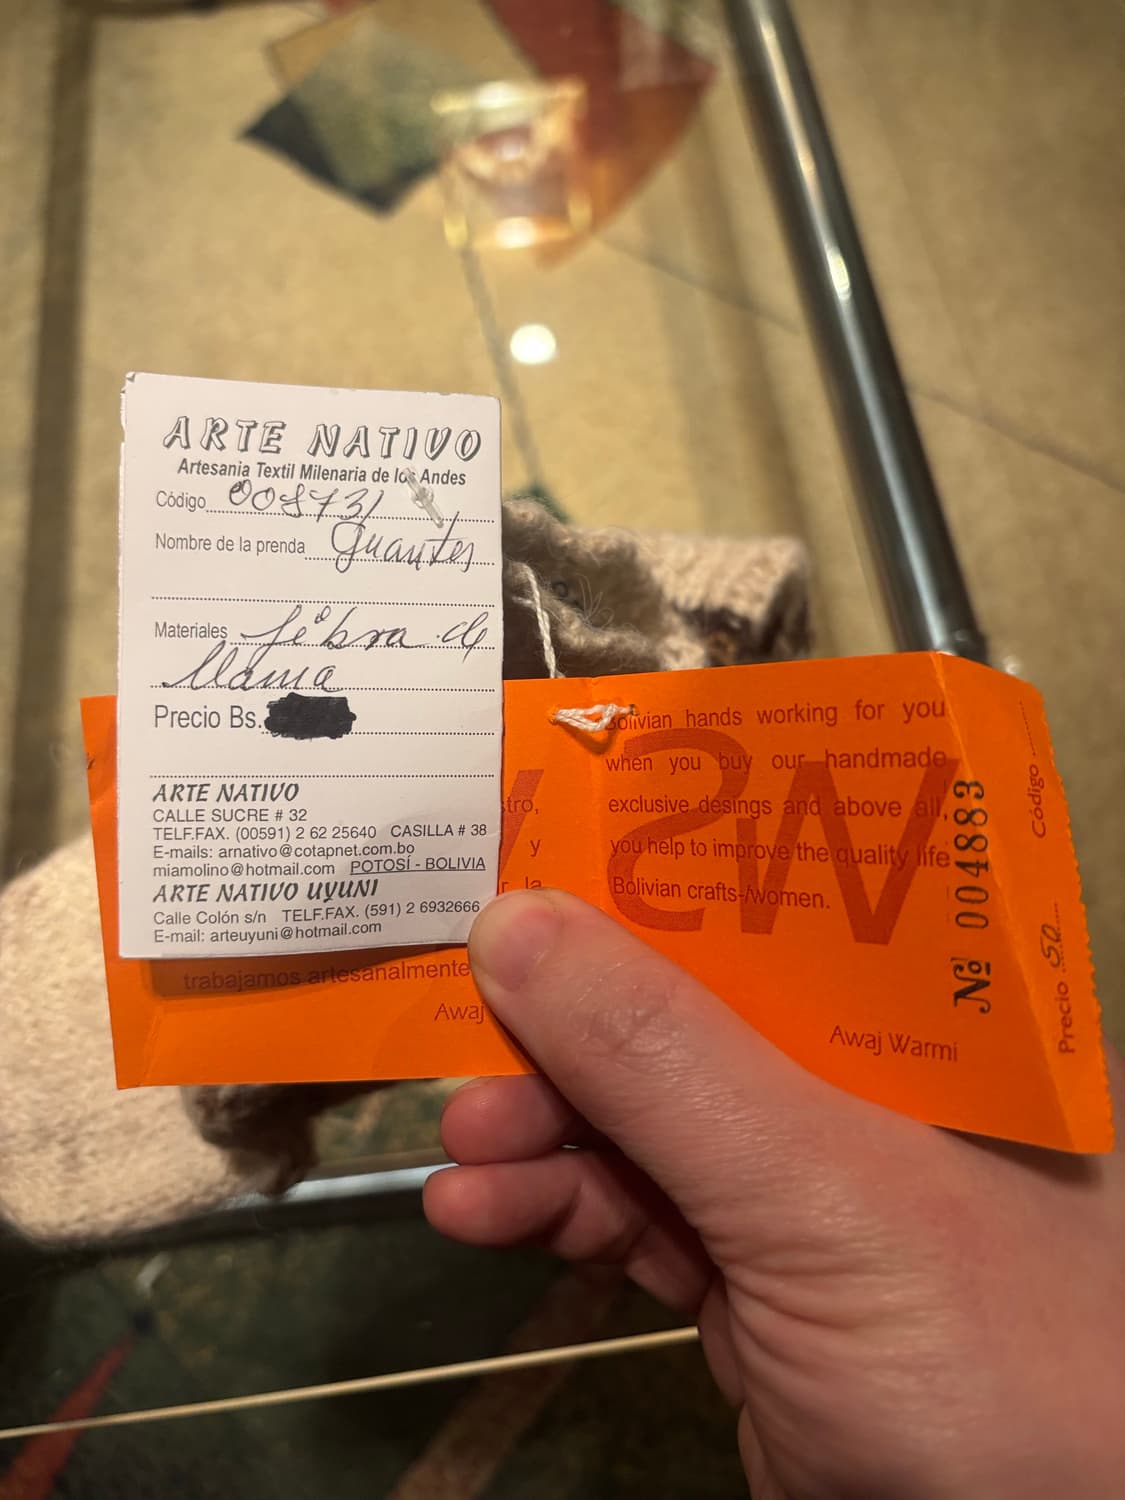 ARTE NATIVO
Artesania Textil Milenaria de los Andes
Código 008731
Nombre de la prenda Guantes
Materiales fibra de
llama
Precio Bs.
ARTE NATIVO
CALLE SUCRE # 32
TELF.FAX. (00591) 2 62 25640 CASILLA # 38
E-mails: arnativo@cotapnet.com.bo
miamolino@hotmail.com POTOSÍ - BOLIVIA
ARTE NATIVO UYUNI
Calle Colón s/n TELF.FAX. (591) 2 6932666
E-mail: arteuyuni@hotmail.com
tro,
y
r la
trabajamos artesanalmente
Awaj
Bolivian hands working for you
when you buy our handmade
exclusive desings and above all,
you help to improve the quality life
Bolivian crafts-/women.
Awaj Warmi
Nº 004883
Código
Precio 50